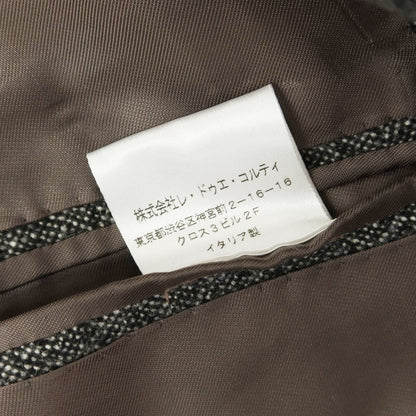 株式会社レ・ドゥエ・コルティ
東京都渋谷区神宮前2-16-16
クロス3ビル2F
イタリア製